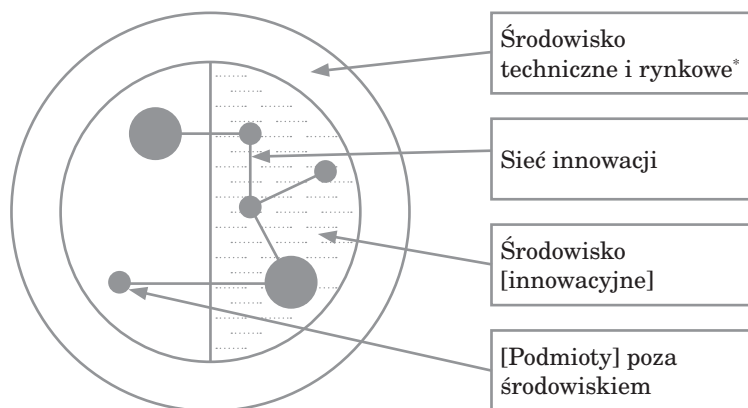 Środowisko
techniczne i rynkowe*
Sieć innowacji
Środowisko
[innowacyjne]
[Podmioty] poza
środowiskiem